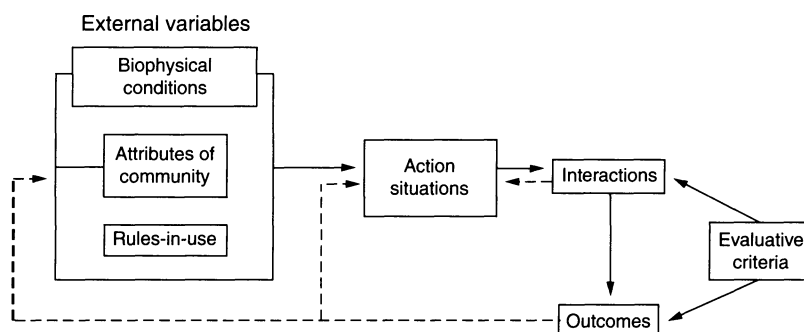 External variables
Biophysical
conditions
Attributes of
community
Rules-in-use
Action
situations
Interactions
Evaluative
criteria
Outcomes